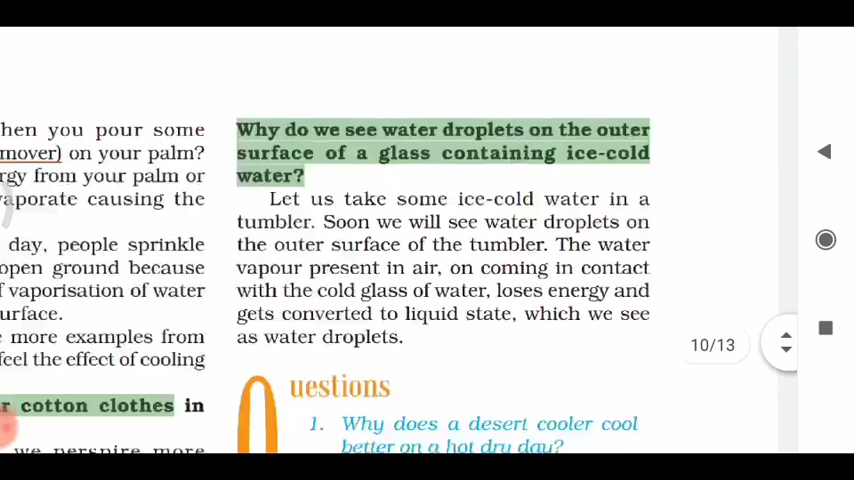 hen you pour some
mover) on your palm?
rgy from your palm or
vaporate causing the
day, people sprinkle
open ground because
f vaporisation of water
urface.
e more examples from
feel the effect of cooling
r cotton clothes in
we perspire more
Why do we see water droplets on the outer
surface of a glass containing ice-cold
water?
Let us take some ice-cold water in a
tumbler. Soon we will see water droplets on
the outer surface of the tumbler. The water
vapour present in air, on coming in contact
with the cold glass of water, loses energy and
gets converted to liquid state, which we see
as water droplets.
Questions
1. Why does a desert cooler cool
better on a hot dry day?
10/13